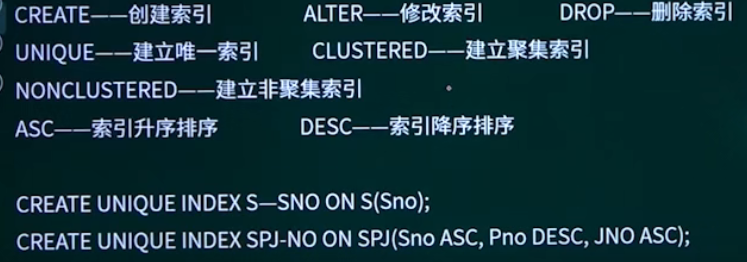 CREATE——创建索引 ALTER——修改索引 DROP——删除索引
UNIQUE——建立唯一索引 CLUSTERED——建立聚集索引
NONCLUSTERED——建立非聚集索引
ASC——索引升序排序 DESC——索引降序排序
CREATE UNIQUE INDEX S—SNO ON S(Sno);
CREATE UNIQUE INDEX SPJ-NO ON SPJ(Sno ASC, Pno DESC, JNO ASC);